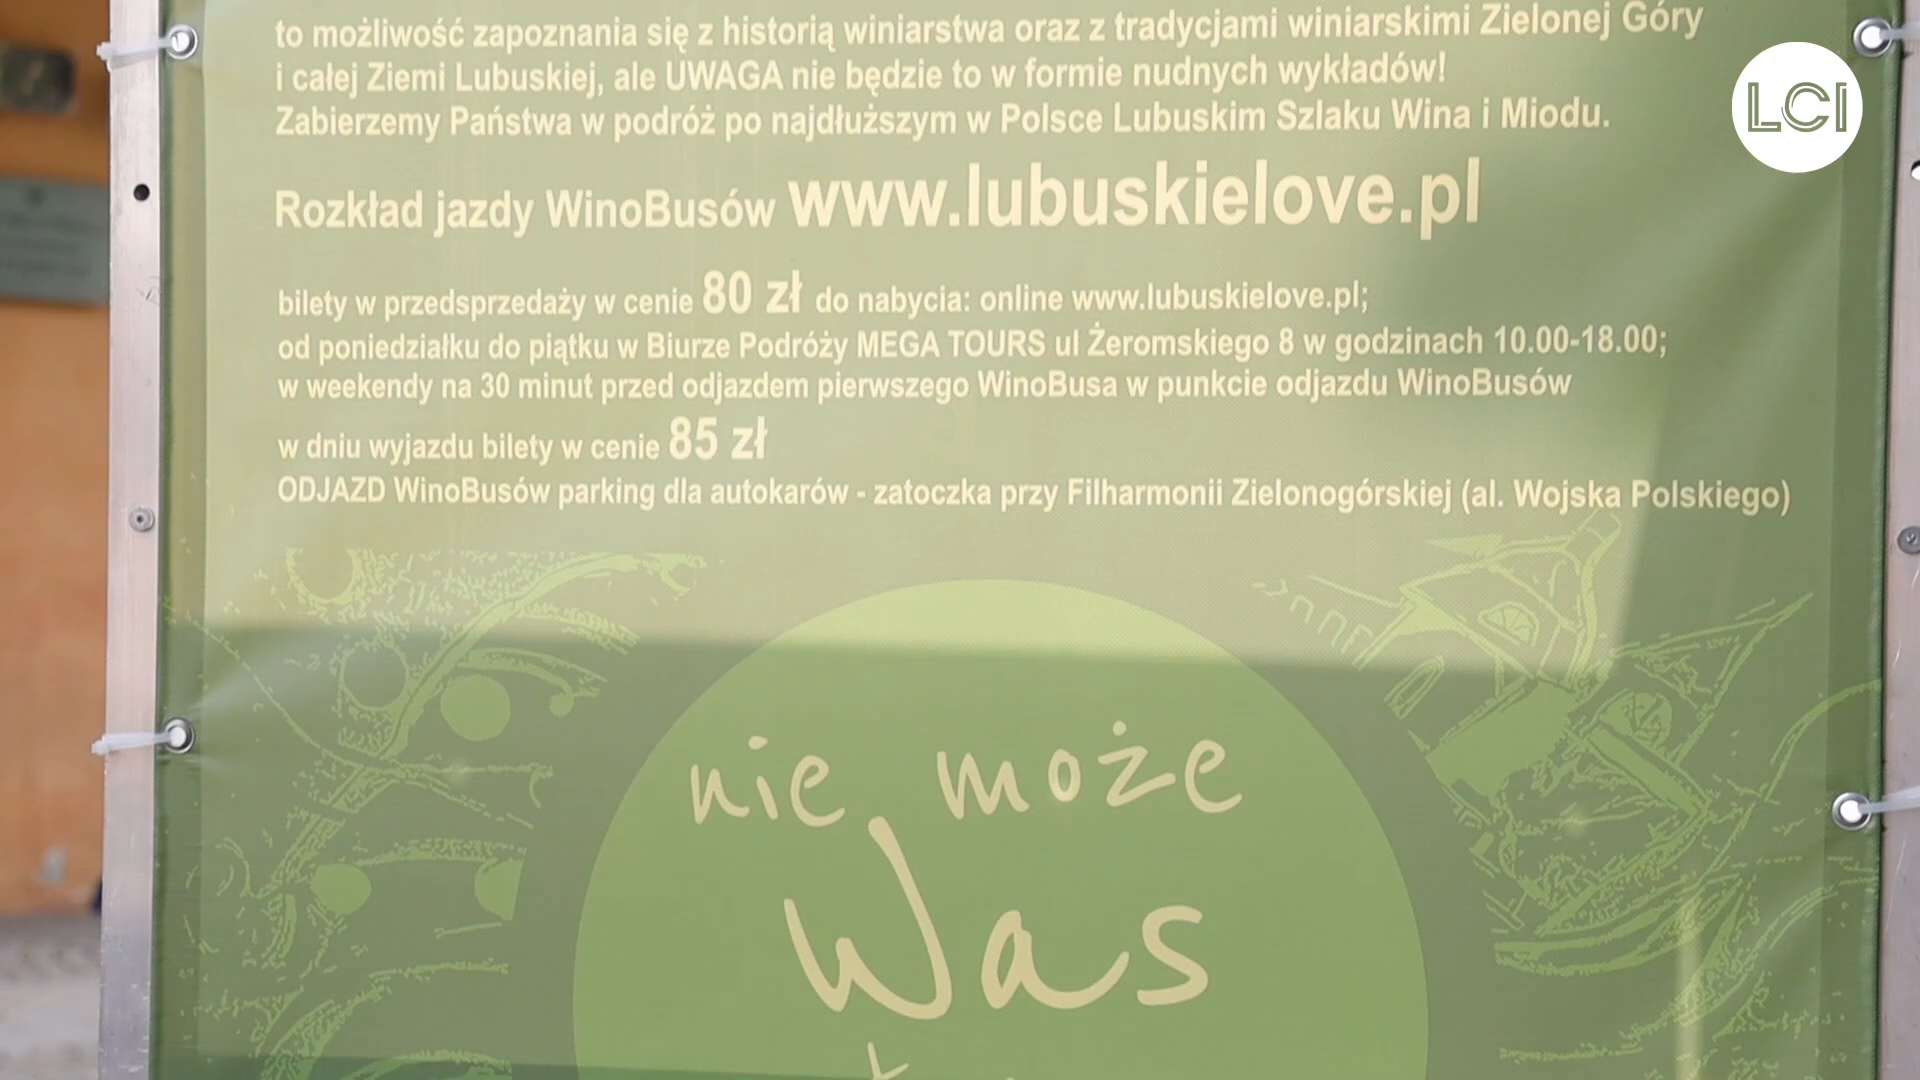 to możliwość zapoznania się z historią winiarstwa oraz z tradycjami winiarskimi Zielonej Góry
i całej Ziemi Lubuskiej, ale UWAGA nie będzie to w formie nudnych wykładów!
Zabierzemy Państwa w podróż po najdłuższym w Polsce Lubuskim Szlaku Wina i Miodu.
LCI
Rozkład jazdy WinoBusów www.lubuskielove.pl
bilety w przedsprzedaży w cenie 80 zł do nabycia: online www.lubuskielove.pl;
od poniedziałku do piątku w Biurze Podróży MEGA TOURS ul Żeromskiego 8 w godzinach 10.00-18.00;
w weekendy na 30 minut przed odjazdem pierwszego WinoBusa w punkcie odjazdu WinoBusów
w dniu wyjazdu bilety w cenie 85 zł
ODJAZD WinoBusów parking dla autokarów - zatoczka przy Filharmonii Zielonogórskiej (al. Wojska Polskiego)
nie może
Was